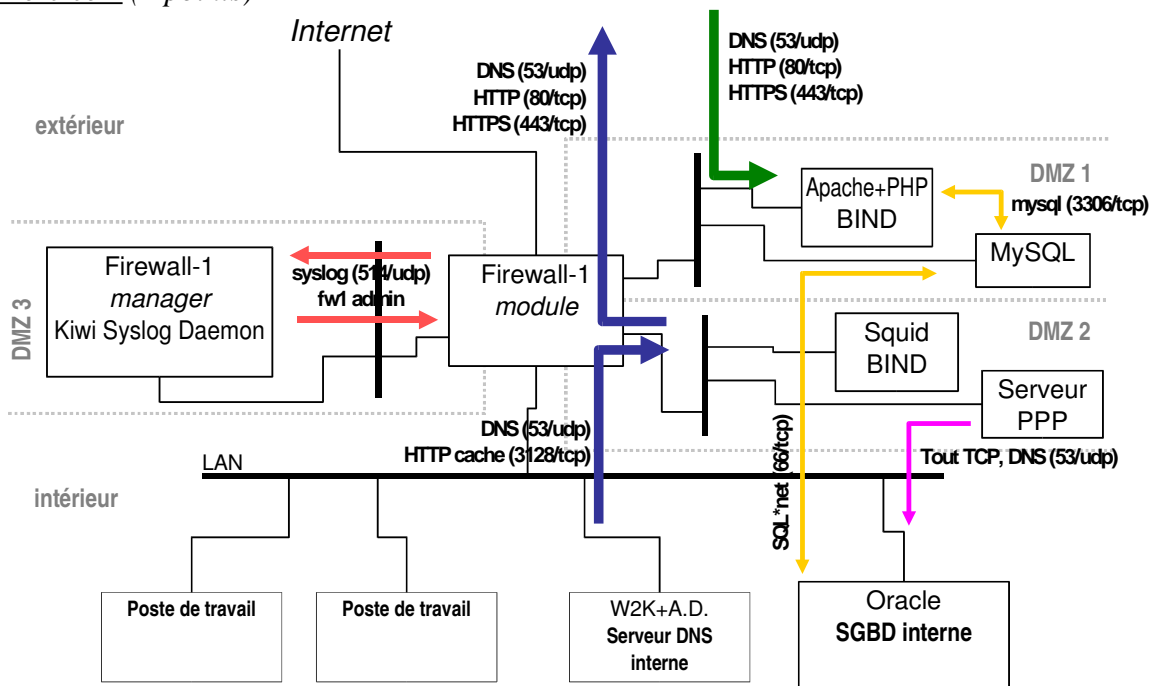 Internet
DNS (53/udp)
HTTP (80/tcp)
HTTPS (443/tcp)
DNS (53/udp)
HTTP (80/tcp)
HTTPS (443/tcp)
extérieur
DMZ 1
Apache+PHP
BIND
mysql (3306/tcp)
MySQL
DMZ 3
Firewall-1
manager
Kiwi Syslog Daemon
syslog (514/udp)
fw1 admin
Firewall-1
module
DMZ 2
Squid
BIND
Serveur
PPP
DNS (53/udp)
HTTP cache (3128/tcp)
SQL*net (66/tcp)
Tout TCP, DNS (53/udp)
LAN
intérieur
Poste de travail
Poste de travail
W2K+A.D.
Serveur DNS
interne
Oracle
SGBD interne